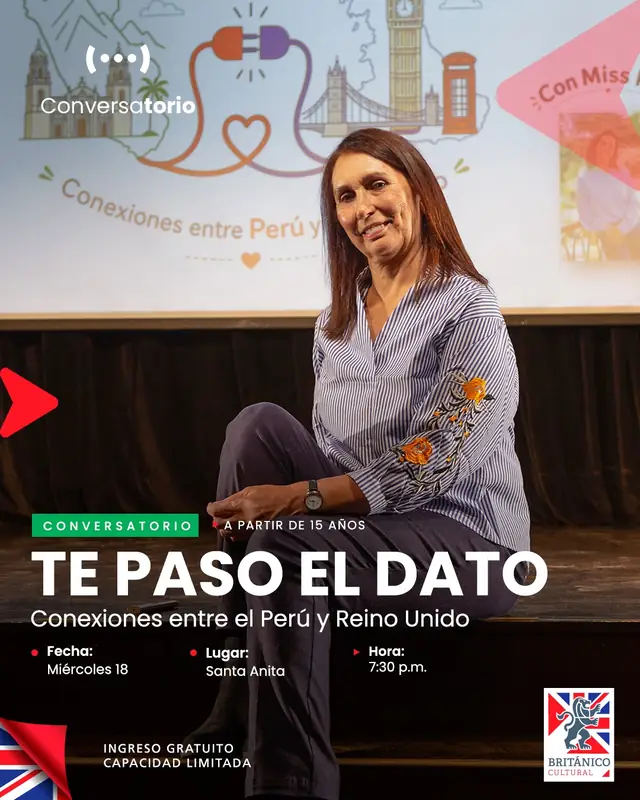 Conversatorio
Con Miss
Conexiones entre Perú y
CONVERSATORIO
A PARTIR DE 15 AÑOS
TE PASO EL DATO
Conexiones entre el Perú y Reino Unido
Fecha:
Miércoles 18
Lugar:
Santa Anita
Hora:
7:30 p.m.
INGRESO GRATUITO
CAPACIDAD LIMITADA
BRITÁNICO
CULTURAL